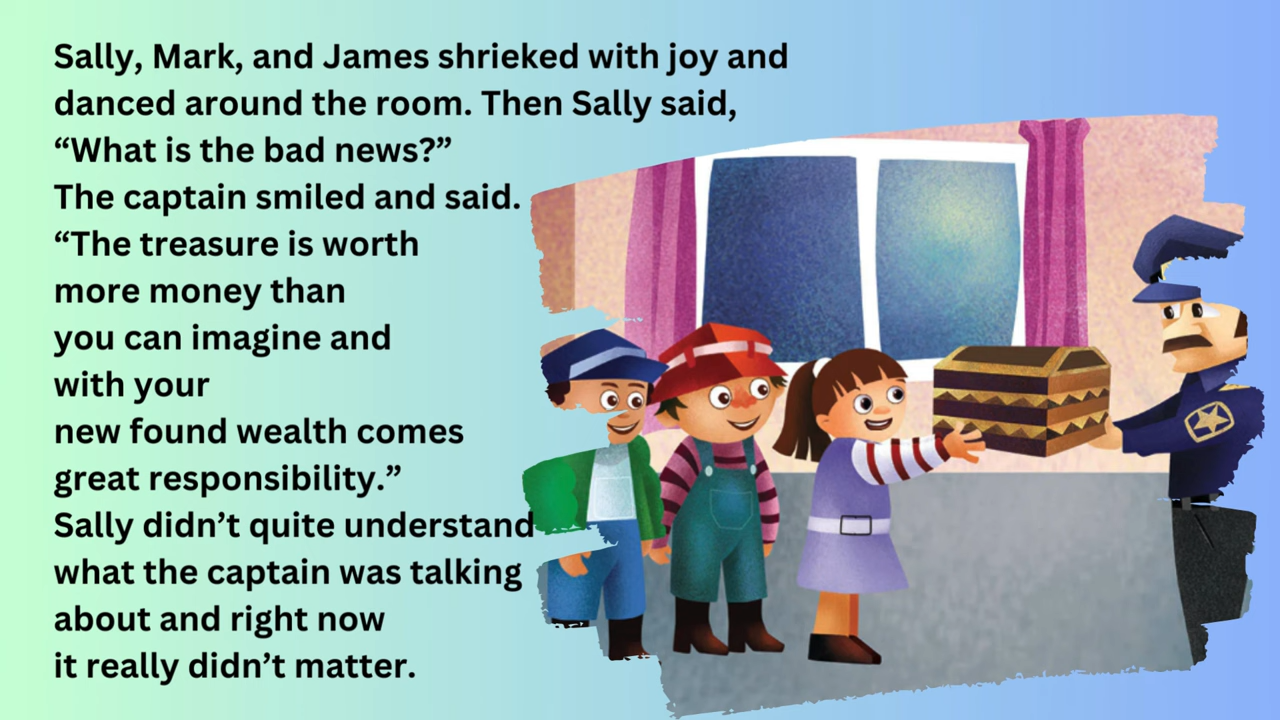 Sally, Mark, and James shrieked with joy and
danced around the room. Then Sally said,
“What is the bad news?”
The captain smiled and said.
“The treasure is worth
more money than
you can imagine and
with your
new found wealth comes
great responsibility.”
Sally didn’t quite understand
what the captain was talking
about and right now
it really didn’t matter.